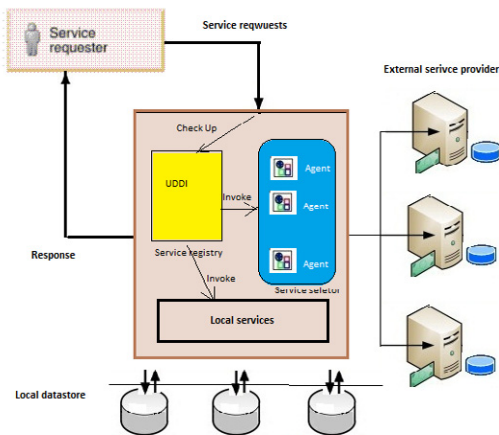 Service
requester
Service reqwuests
External serivce provider
Check Up
UDDI
Agent
Invoke
Agent
Response
Service registry
Agent
Invoke
Service seletor
Local services
Local datastore